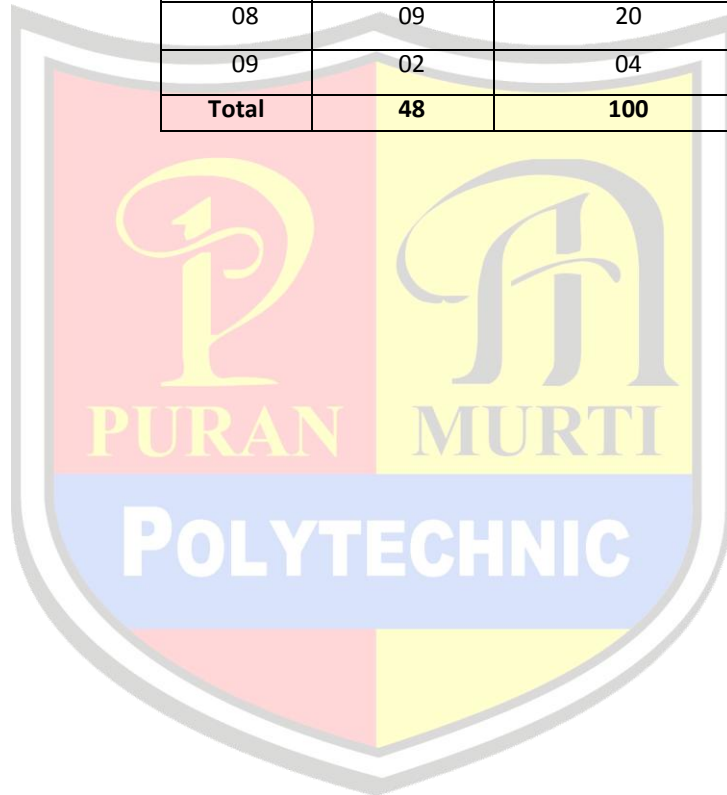 08 09 20
09 02 04
Total 48 100
PURAN MURTI
POLYTECHNIC